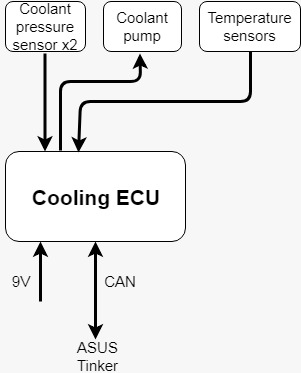 Coolant
pressure
sensor x2
Coolant
pump
Temperature
sensors
Cooling ECU
9V
CAN
ASUS
Tinker